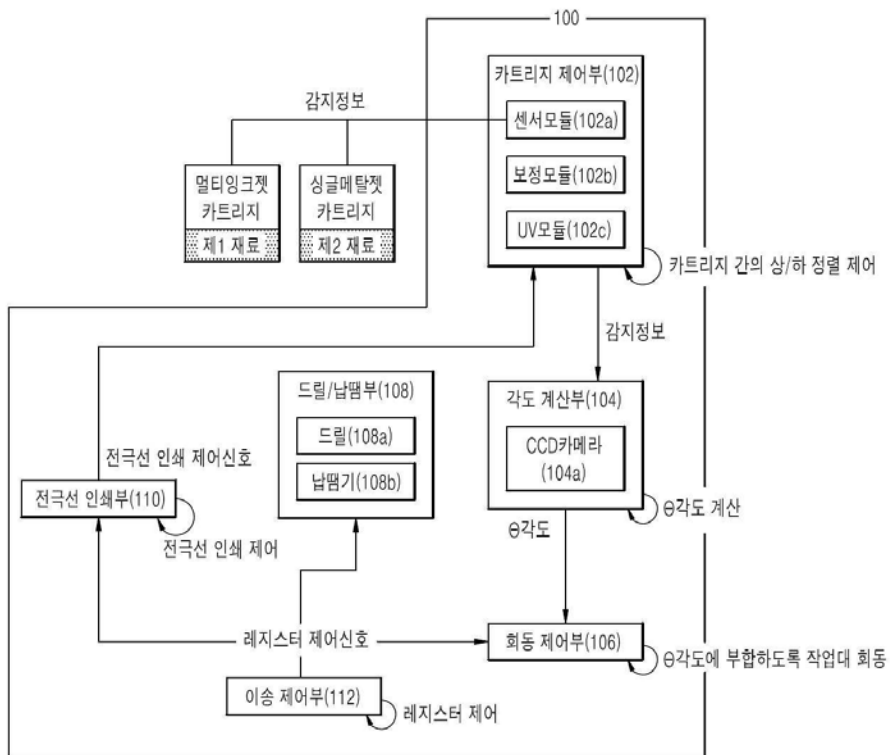 100
카트리지 제어부(102)
감지정보
센서모듈(102a)
멀티잉크젯
카트리지
싱글메탈젯
카트리지
보정모듈(102b)
제1 재료
제2 재료
UV모듈(102c)
카트리지 간의 상/하 정렬 제어
감지정보
드릴/납땜부(108)
각도 계산부(104)
드릴(108a)
CCD카메라
(104a)
전극선 인쇄 제어신호
납땜기(108b)
전극선 인쇄부(110)
θ각도 계산
θ각도
전극선 인쇄 제어
레지스터 제어신호
회동 제어부(106)
θ각도에 부합하도록 작업대 회동
이송 제어부(112)
레지스터 제어